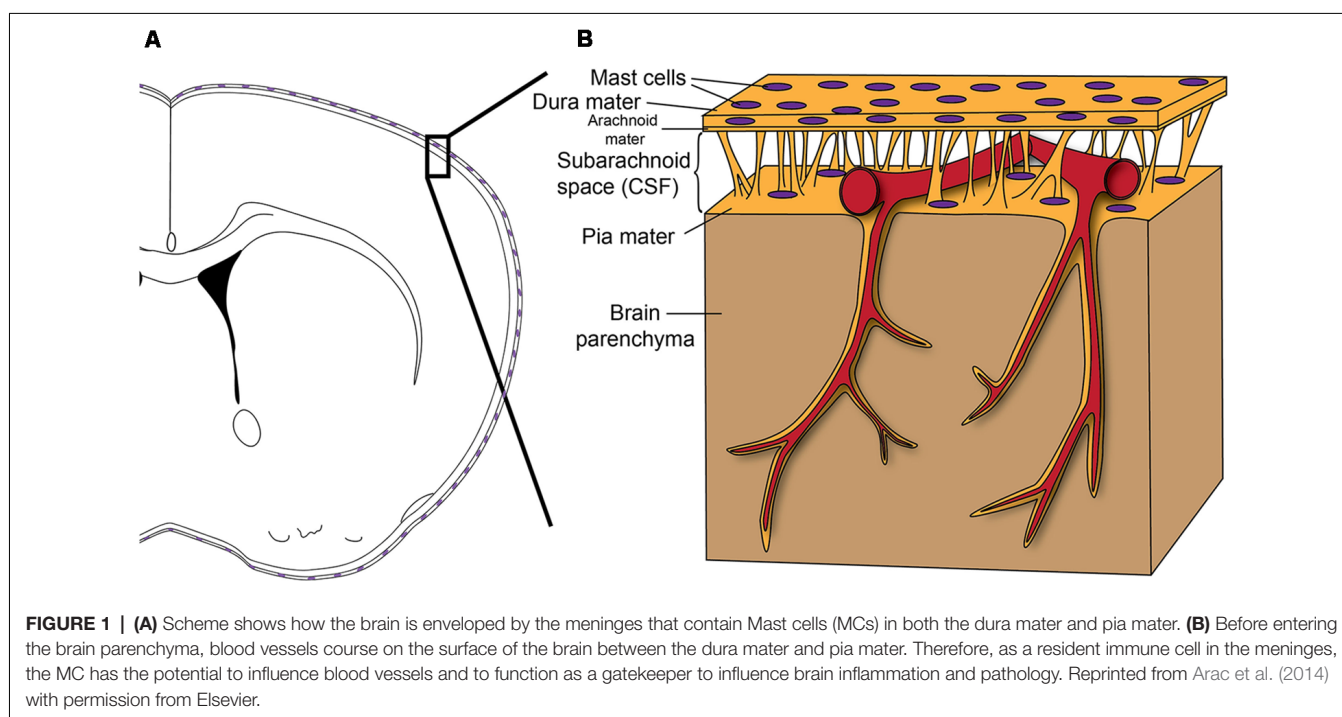 A
B
Mast cells
Dura mater
Arachnoid
mater
Subarachnoid
space (CSF)
Pia mater
Brain
parenchyma
FIGURE 1 | (A) Scheme shows how the brain is enveloped by the meninges that contain Mast cells (MCs) in both the dura mater and pia mater. (B) Before entering
the brain parenchyma, blood vessels course on the surface of the brain between the dura mater and pia mater. Therefore, as a resident immune cell in the meninges,
the MC has the potential to influence blood vessels and to function as a gatekeeper to influence brain inflammation and pathology. Reprinted from Arac et al. (2014)
with permission from Elsevier.